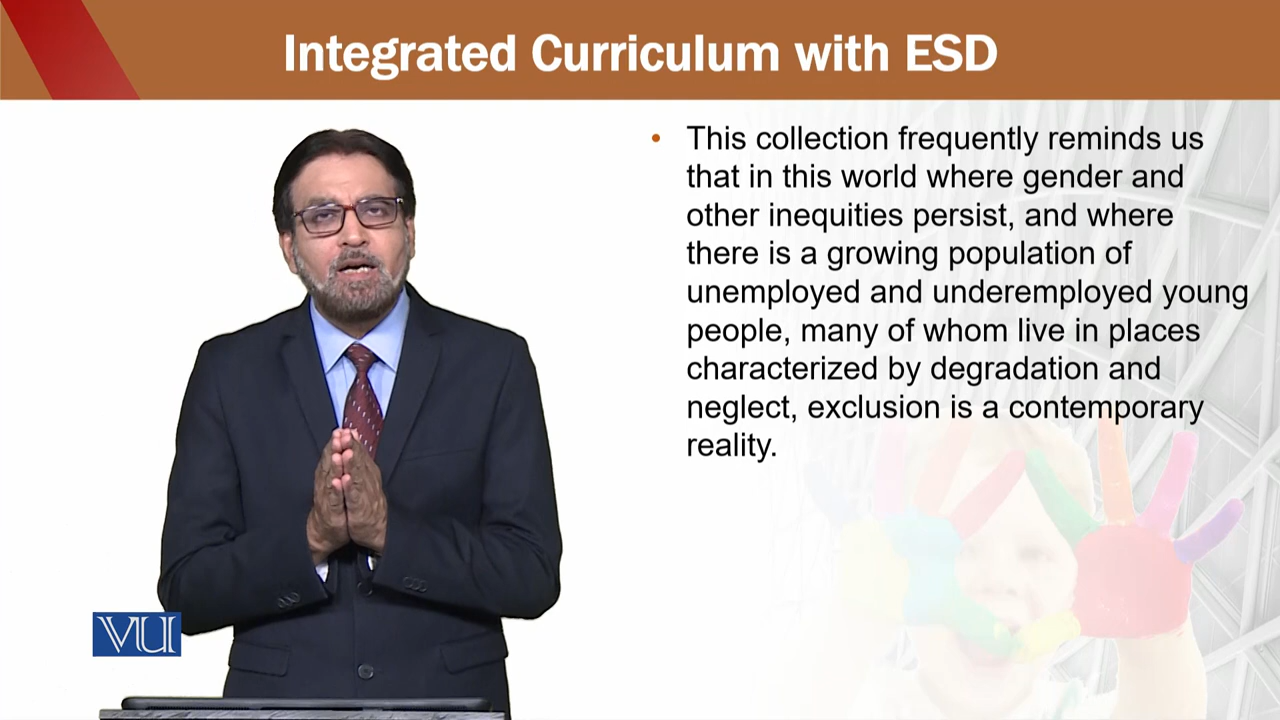 Integrated Curriculum with ESD
• This collection frequently reminds us
that in this world where gender and
other inequities persist, and where
there is a growing population of
unemployed and underemployed young
people, many of whom live in places
characterized by degradation and
neglect, exclusion is a contemporary
reality.
VU